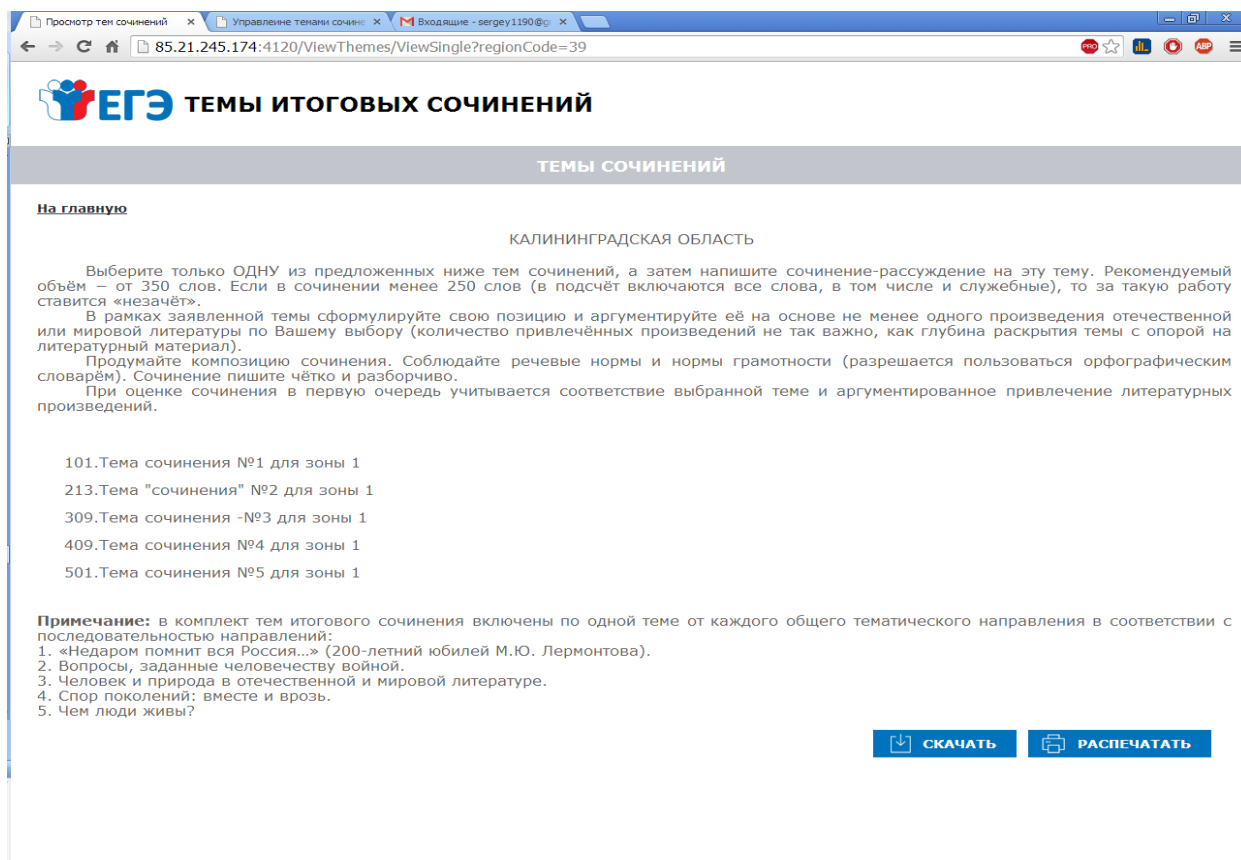 Просмотр тем сочинений
Управление темами сочине
Входящие - sergey1190@g
85.21.245.174:4120/ViewThemes/ViewSingle?regionCode=39
PRO
ABP
ЕГЭ ТЕМЫ ИТОГОВЫХ СОЧИНЕНИЙ
ТЕМЫ СОЧИНЕНИЙ
На главную
КАЛИНИНГРАДСКАЯ ОБЛАСТЬ
Выберите только ОДНУ из предложенных ниже тем сочинений, а затем напишите сочинение-рассуждение на эту тему. Рекомендуемый
объём – от 350 слов. Если в сочинении менее 250 слов (в подсчёт включаются все слова, в том числе и служебные), то за такую работу
ставится «незачёт».
В рамках заявленной темы сформулируйте свою позицию и аргументируйте её на основе не менее одного произведения отечественной
или мировой литературы по Вашему выбору (количество привлечённых произведений не так важно, как глубина раскрытия темы с опорой на
литературный материал).
Продумайте композицию сочинения. Соблюдайте речевые нормы и нормы грамотности (разрешается пользоваться орфографическим
словарём). Сочинение пишите чётко и разборчиво.
При оценке сочинения в первую очередь учитывается соответствие выбранной теме и аргументированное привлечение литературных
произведений.
101.Тема сочинения №1 для зоны 1
213.Тема "сочинения" №2 для зоны 1
309.Тема сочинения -№3 для зоны 1
409.Тема сочинения №4 для зоны 1
501.Тема сочинения №5 для зоны 1
Примечание: в комплект тем итогового сочинения включены по одной теме от каждого общего тематического направления в соответствии с
последовательностью направлений:
1. «Недаром помнит вся Россия…» (200-летний юбилей М.Ю. Лермонтова).
2. Вопросы, заданные человечеству войной.
3. Человек и природа в отечественной и мировой литературе.
4. Спор поколений: вместе и врозь.
5. Чем люди живы?
СКАЧАТЬ
РАСПЕЧАТАТЬ